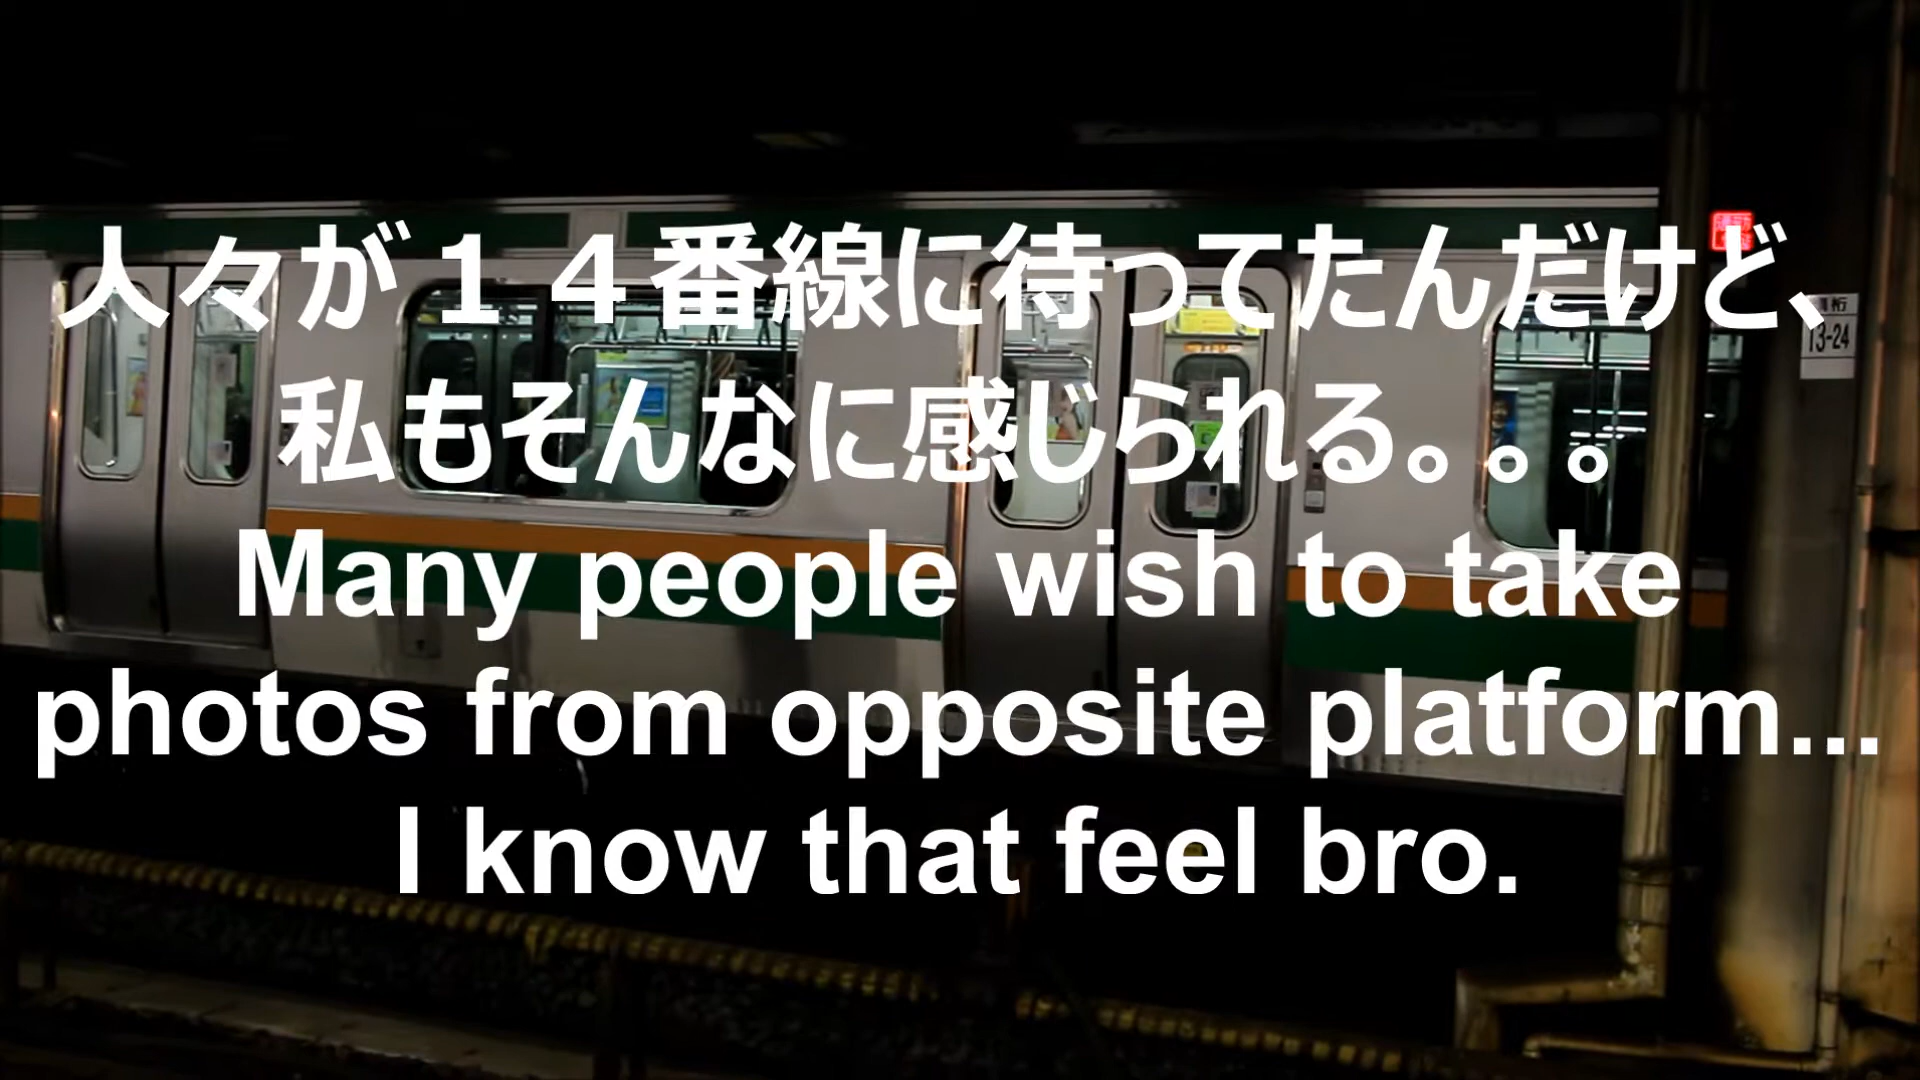 人々が１４番線に待ってたんだけど、
私もそんなに感じられる。。。
Many people wish to take
photos from opposite platform...
I know that feel bro.
13-24